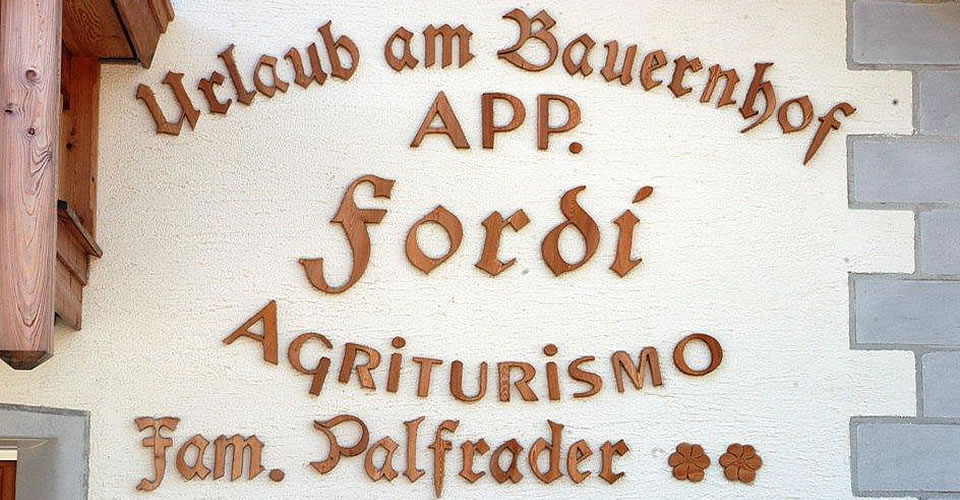 Urlaub am Bauernhof
APP.
Fordi
AGRiTURiSMO
Fam. Palfrader